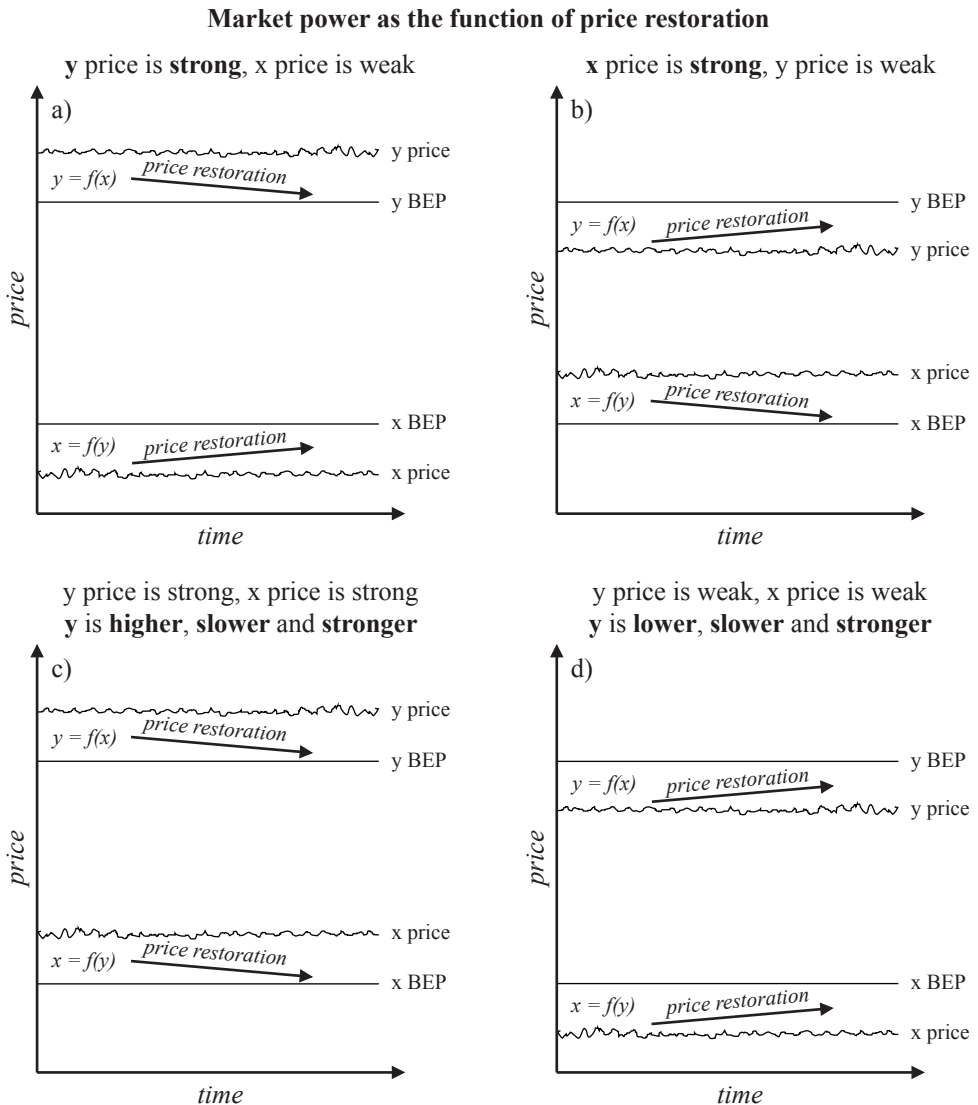 Market power as the function of price restoration
y price is strong, x price is weak
a)
y price
price restoration
y = f(x)
y BEP
price
x BEP
x = f(y)
price restoration
x price
time
x price is strong, y price is weak
b)
y BEP
y = f(x)
price restoration
y price
price
x price
price restoration
x = f(y)
x BEP
time
y price is strong, x price is strong
y is higher, slower and stronger
c)
y price
price restoration
y = f(x)
y BEP
price
x price
price restoration
x = f(y)
x BEP
time
y price is weak, x price is weak
y is lower, slower and stronger
d)
y BEP
y = f(x)
price restoration
y price
price
x BEP
x = f(y)
price restoration
x price
time